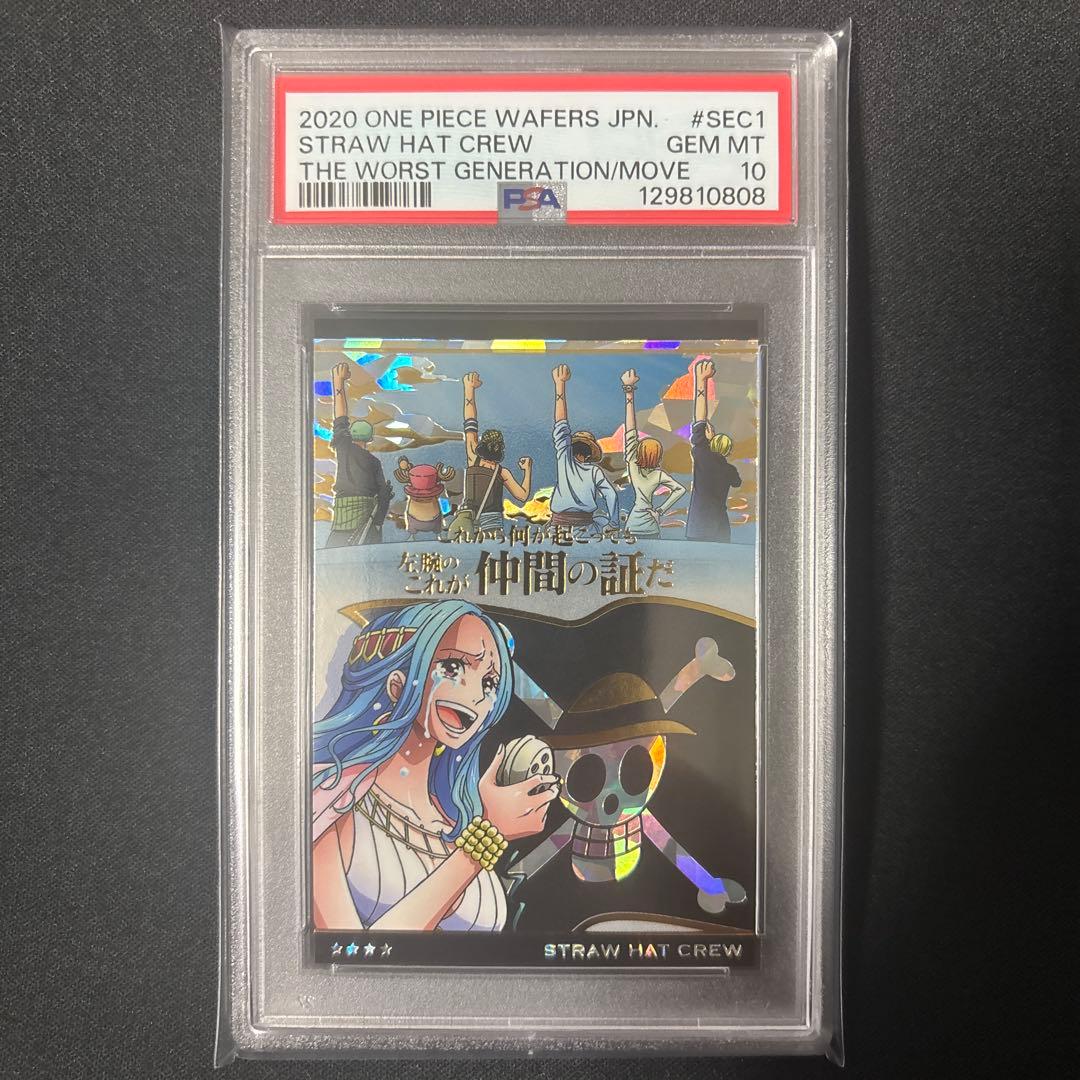 2020 ONE PIECE WAFERS JPN. #SEC1
STRAW HAT CREW GEM MT
THE WORST GENERATION/MOVE 10
PSA 129810808
これから何が起こっても
左腕の
これが 仲間の証だ
STRAW HAT CREW